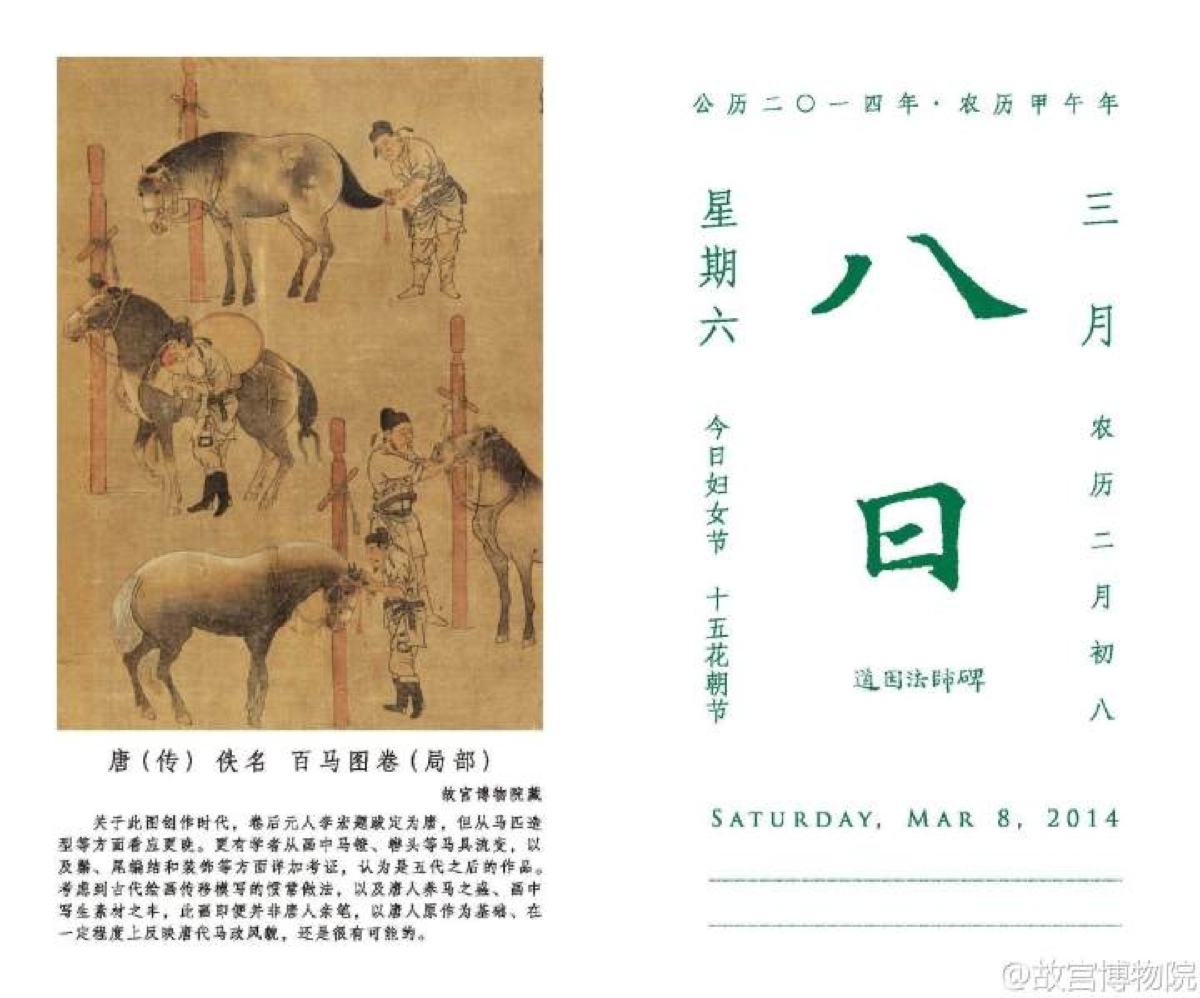 唐（传） 佚名 百马图卷（局部）
故宫博物院藏
关于此图创作时代，卷后元人李宏题跋定为唐，但从马匹造
型等方面看应更晚。更有学者从画中马镫、辔头等马具流变，以
及鬃、尾编结和装饰等方面详加考证，认为是五代之后的作品。
考虑到古代绘画传移模写的惯常做法，以及唐人养马之盛、画中
写生素材之丰，此画即便并非唐人亲笔，以唐人原作为基础、在
一定程度上反映唐代马政风貌，还是很有可能的。
公历二〇一四年·农历甲午年
三月
八日
星期六
农历二月初八
今日妇女节 十五花朝节
道因法师碑
SATURDAY, MAR 8, 2014
@故宫博物院